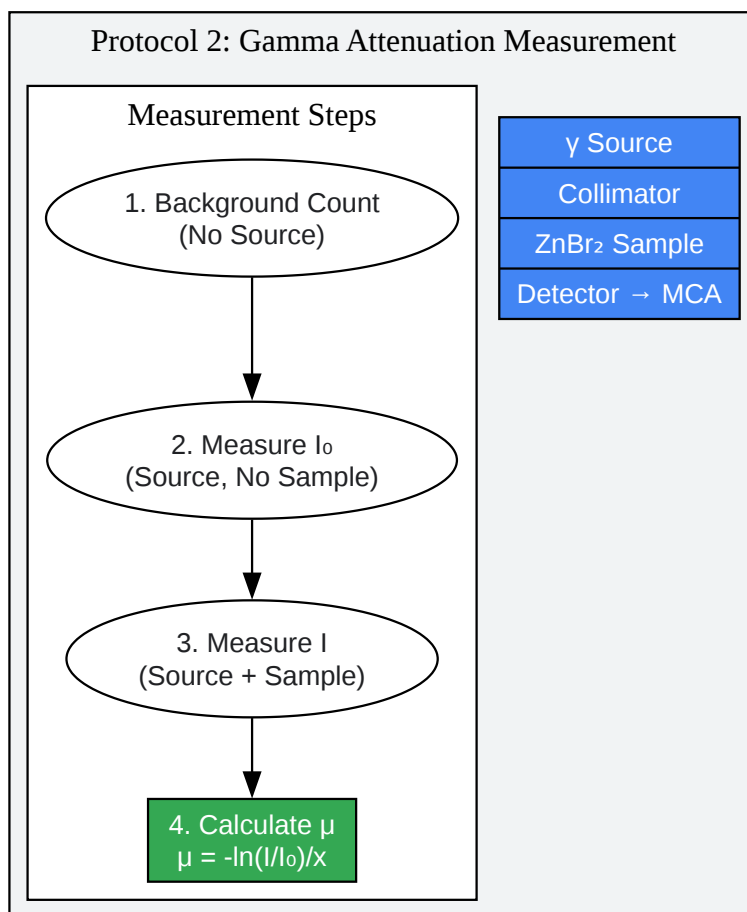 Protocol 2: Gamma Attenuation Measurement
Measurement Steps
1. Background Count
(No Source)
2. Measure I₀
(Source, No Sample)
3. Measure I
(Source + Sample)
4. Calculate μ
μ = -ln(I/I₀)/x
γ Source
Collimator
ZnBr₂ Sample
Detector → MCA